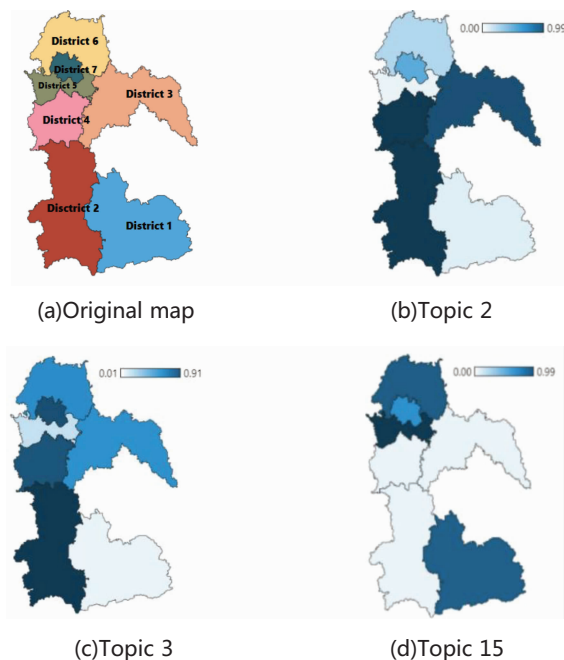 District 6
District 7
District 5
District 3
District 4
Disctrict 2
District 1
(a)Original map
0.00 0.99
(b)Topic 2
0.01 0.91
(c)Topic 3
0.00 0.99
(d)Topic 15